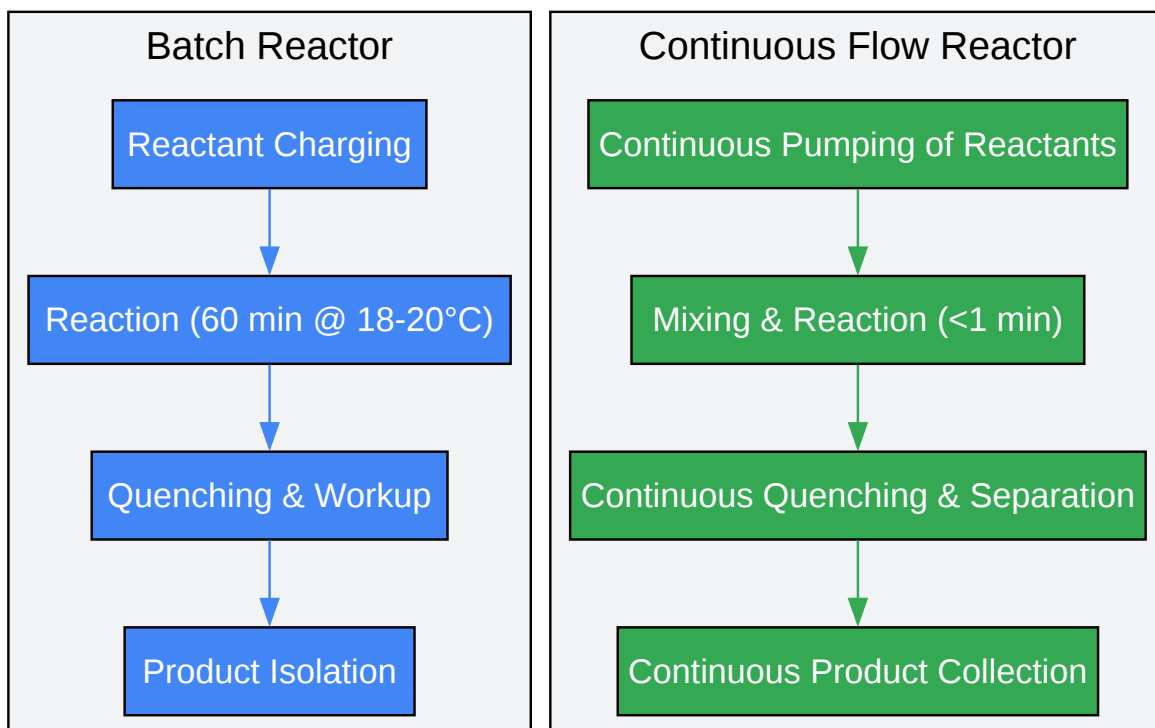 Batch Reactor
Reactant Charging
Reaction (60 min @ 18-20°C)
Quenching & Workup
Product Isolation
Continuous Flow Reactor
Continuous Pumping of Reactants
Mixing & Reaction (<1 min)
Continuous Quenching & Separation
Continuous Product Collection